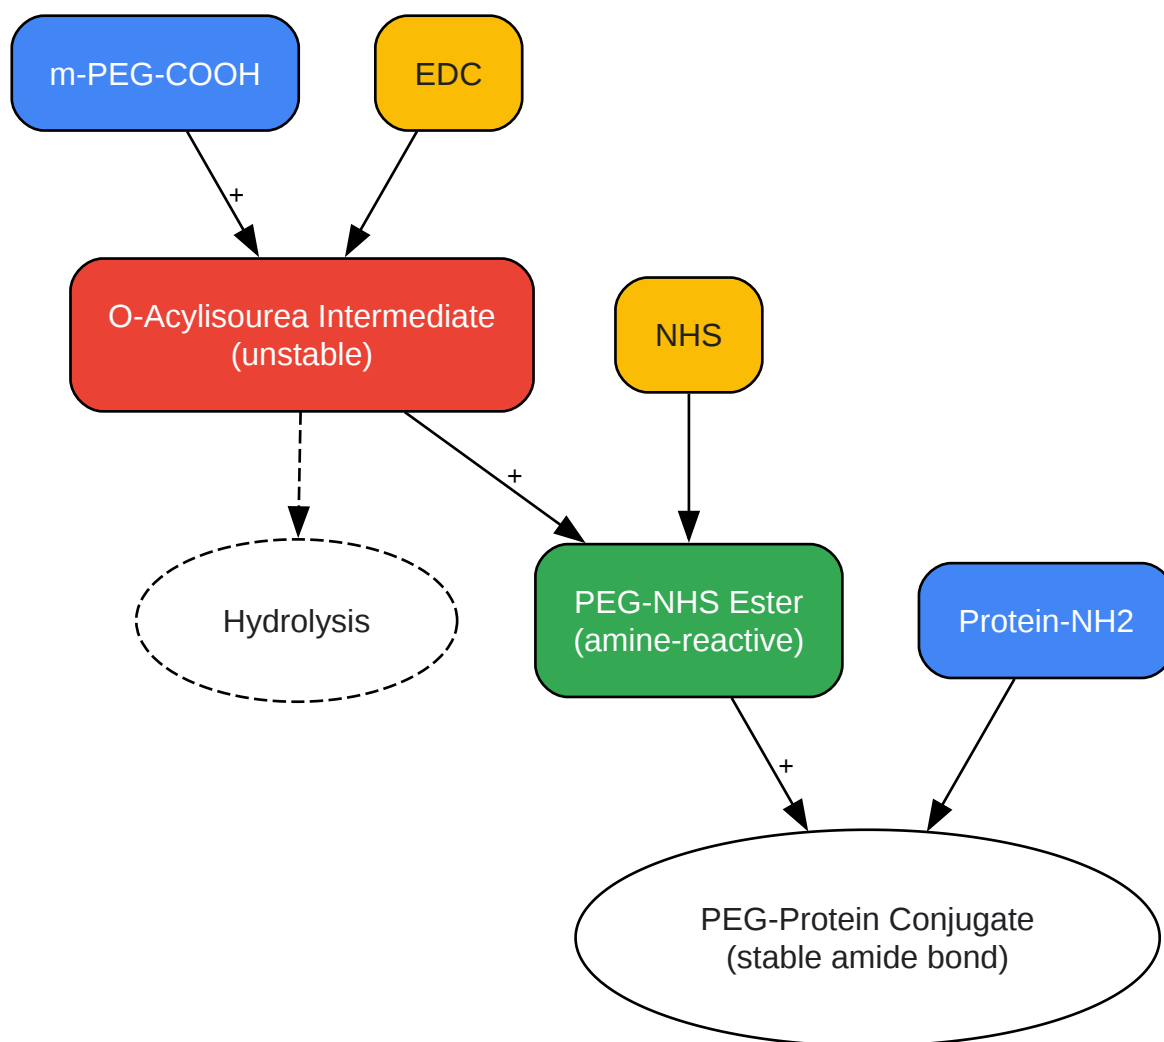 m-PEG-COOH
EDC
+
O-Acylisourea Intermediate
(unstable)
NHS
+
Hydrolysis
PEG-NHS Ester
(amine-reactive)
Protein-NH2
+
PEG-Protein Conjugate
(stable amide bond)